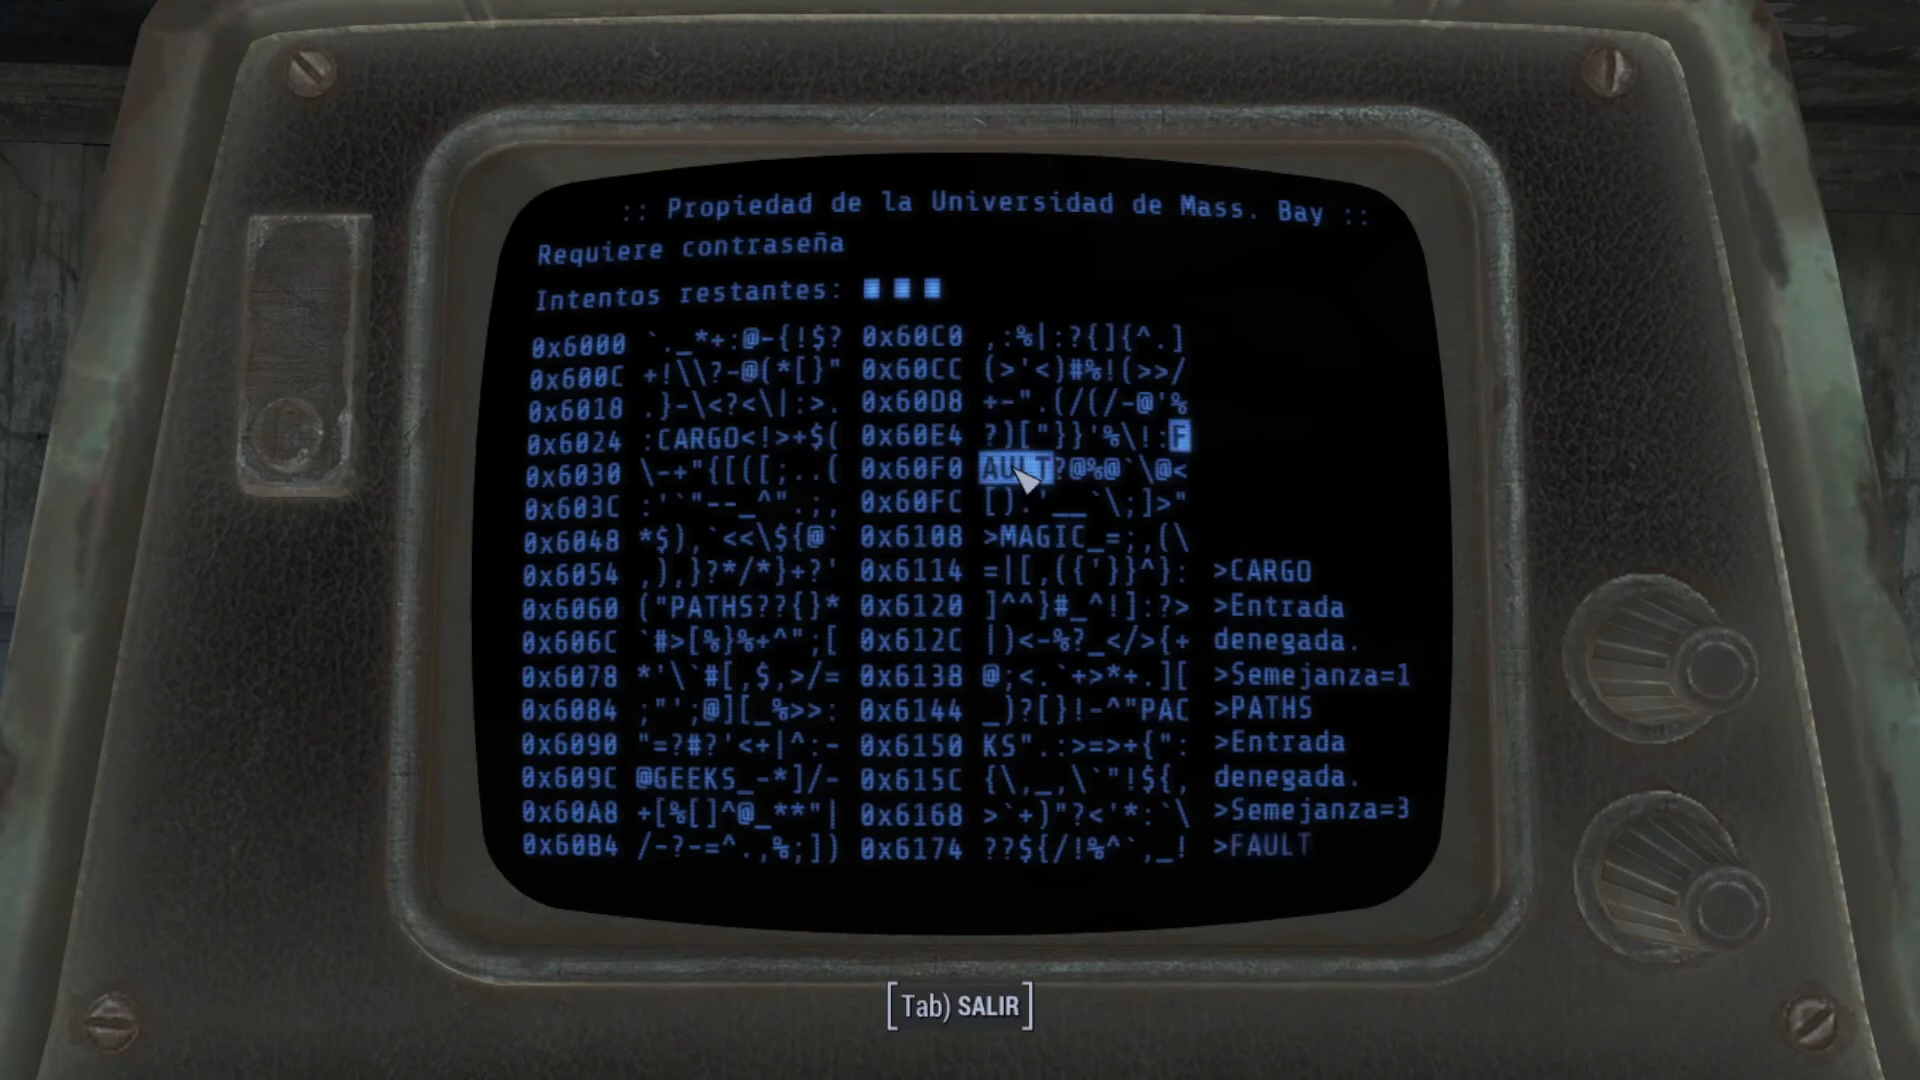 :: Propiedad de la Universidad de Mass. Bay ::
Requiere contraseña
Intentos restantes:
0x6000 `._*+:@-{!$? 0x60C0 ,:%|:?{]{^.]
0x600C +!\\?-@(*[}" 0x60CC (>'<)#%!(>>/
0x6018 .}-\<?<\|:>. 0x60D8 +-".(/(/-@'%
0x6024 :CARGO<!>+$( 0x60E4 ?)["}}'%\!:F
0x6030 \-+"{[([;..( 0x60F0 AULT?@%@`\@<
0x603C :'`"--_^".;, 0x60FC [).'__`\;]>"
0x6048 *$),`<<\${@` 0x6108 >MAGIC_=;,(\
0x6054 ,),}?*/*}+?' 0x6114 =|[,({'}}^}: >CARGO
0x6060 ("PATHS??{}* 0x6120 ]^^}#_^!]:?> >Entrada
0x606C `#>[%}%+^";[ 0x612C |)<-%?_</>{+ denegada.
0x6078 *'\`#[,$,>/= 0x6138 @;<.`+>*+.][ >Semejanza=1
0x6084 ;"';@][_%>>: 0x6144 _)?[}!-^"PAC >PATHS
0x6090 "=?#?'<+|^:- 0x6150 KS".:>=>+{": >Entrada
0x609C @GEEKS_-*]/- 0x615C {\,_,\`"!${, denegada.
0x60A8 +[%[]^@_**"| 0x6168 >`+)"?<'*:`\ >Semejanza=3
0x60B4 /-?-=^.,%;]) 0x6174 ??${/!%^`,_! >FAULT
[Tab) SALIR]